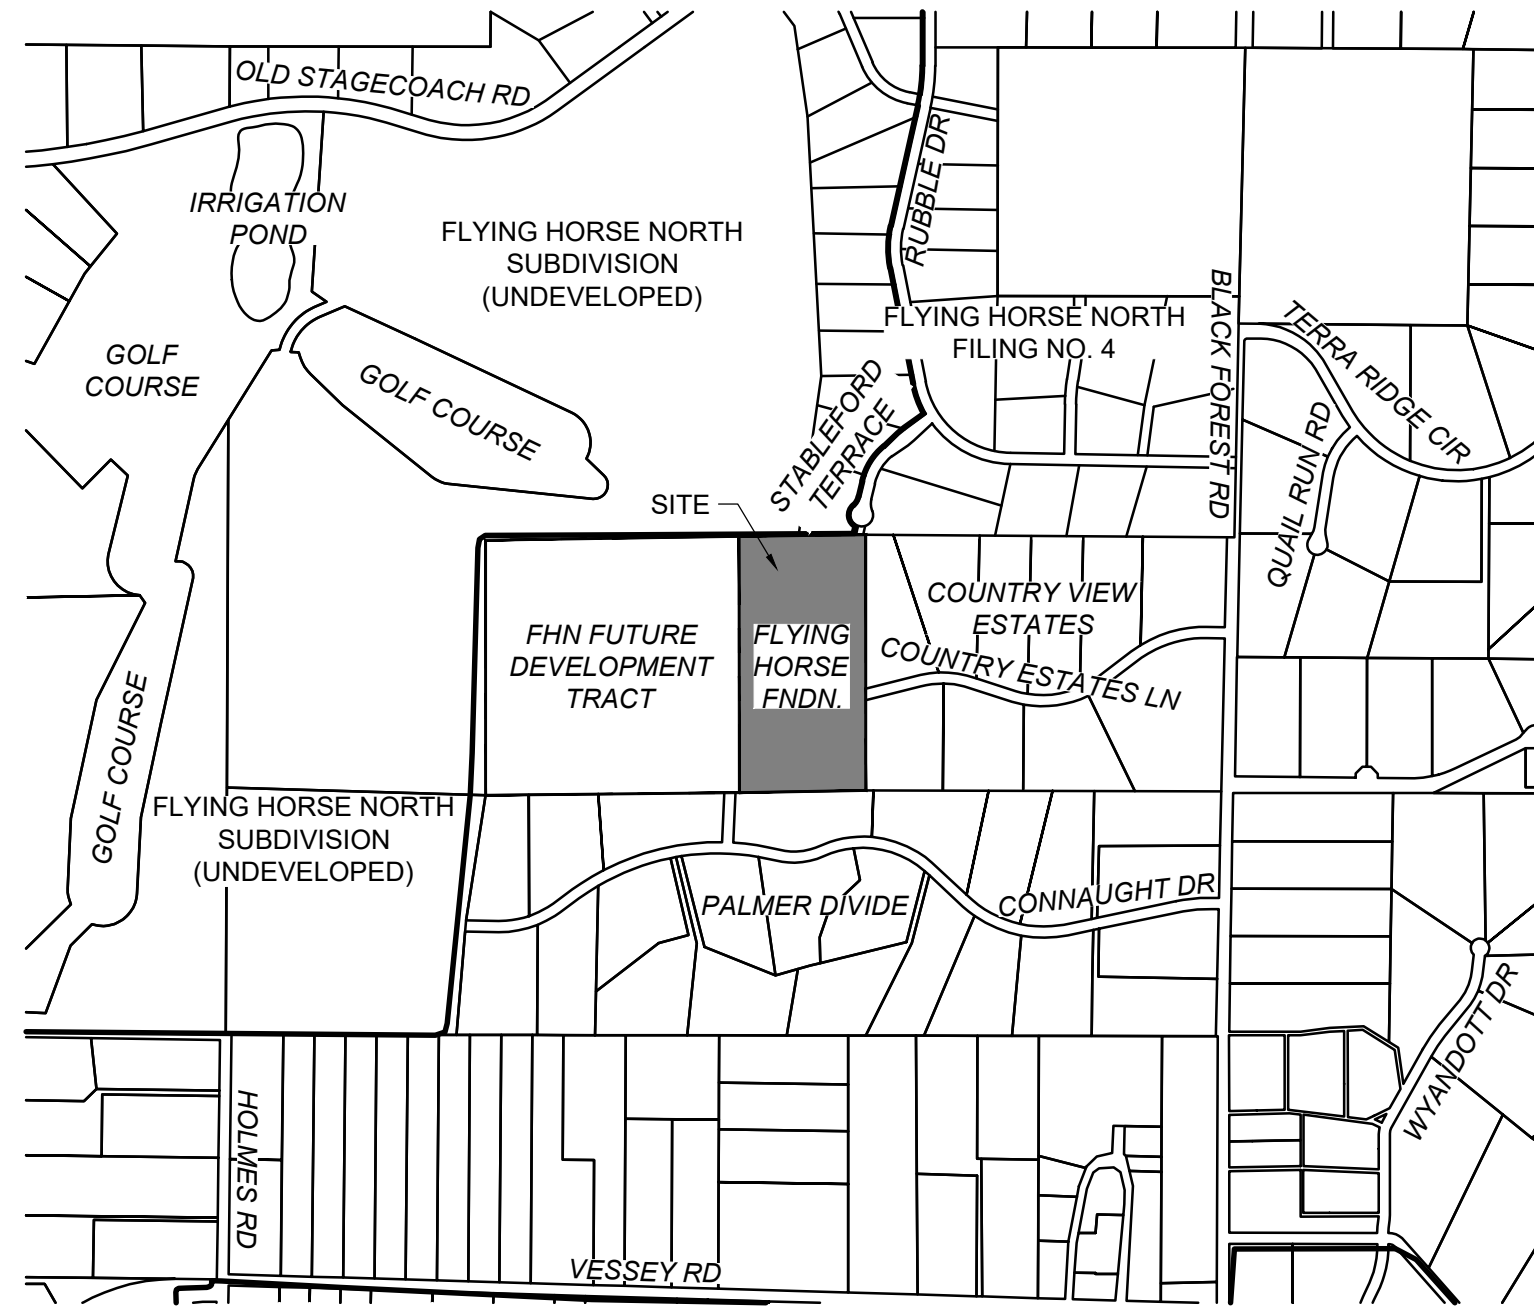 OLD STAGECOACH RD
RUBBLE DR
IRRIGATION
POND
FLYING HORSE NORTH
SUBDIVISION
(UNDEVELOPED)
BLACK FOREST RD
FLYING HORSE NORTH
FILING NO. 4
TERRA RIDGE CIR
GOLF
COURSE
GOLF COURSE
STABLEFORD
TERRACE
QUAIL RUN RD
SITE
COUNTRY VIEW
ESTATES
FHN FUTURE
DEVELOPMENT
TRACT
FLYING
HORSE
FNDN.
COUNTRY ESTATES LN
GOLF COURSE
FLYING HORSE NORTH
SUBDIVISION
(UNDEVELOPED)
PALMER DIVIDE
CONNAUGHT DR
WYANDOTT DR
HOLMES RD
VESSEY RD